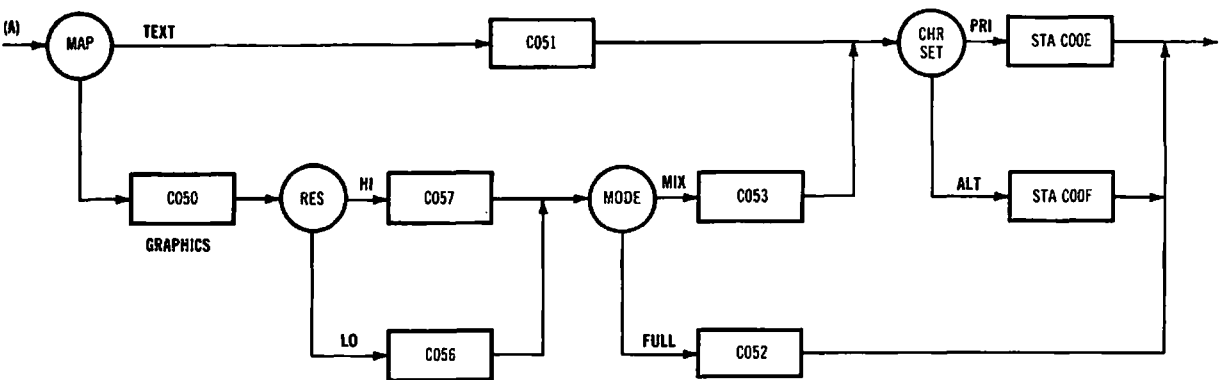 (A)
MAP
TEXT
C051
CHR
SET
PRI
STA C00E
C050
GRAPHICS
RES
HI
C057
MODE
MIX
C053
ALT
STA C00F
LO
C056
FULL
C052